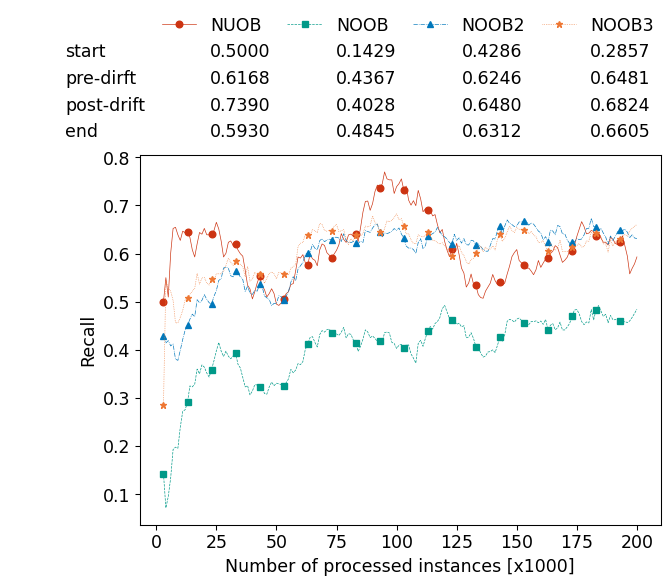 NUOB NOOB NOOB2 NOOB3
start 0.5000 0.1429 0.4286 0.2857
pre-dirft 0.6168 0.4367 0.6246 0.6481
post-drift 0.7390 0.4028 0.6480 0.6824
end 0.5930 0.4845 0.6312 0.6605
0.8
0.7
0.6
0.5
0.4
0.3
0.2
0.1
Recall
0 25 50 75 100 125 150 175 200
Number of processed instances [x1000]